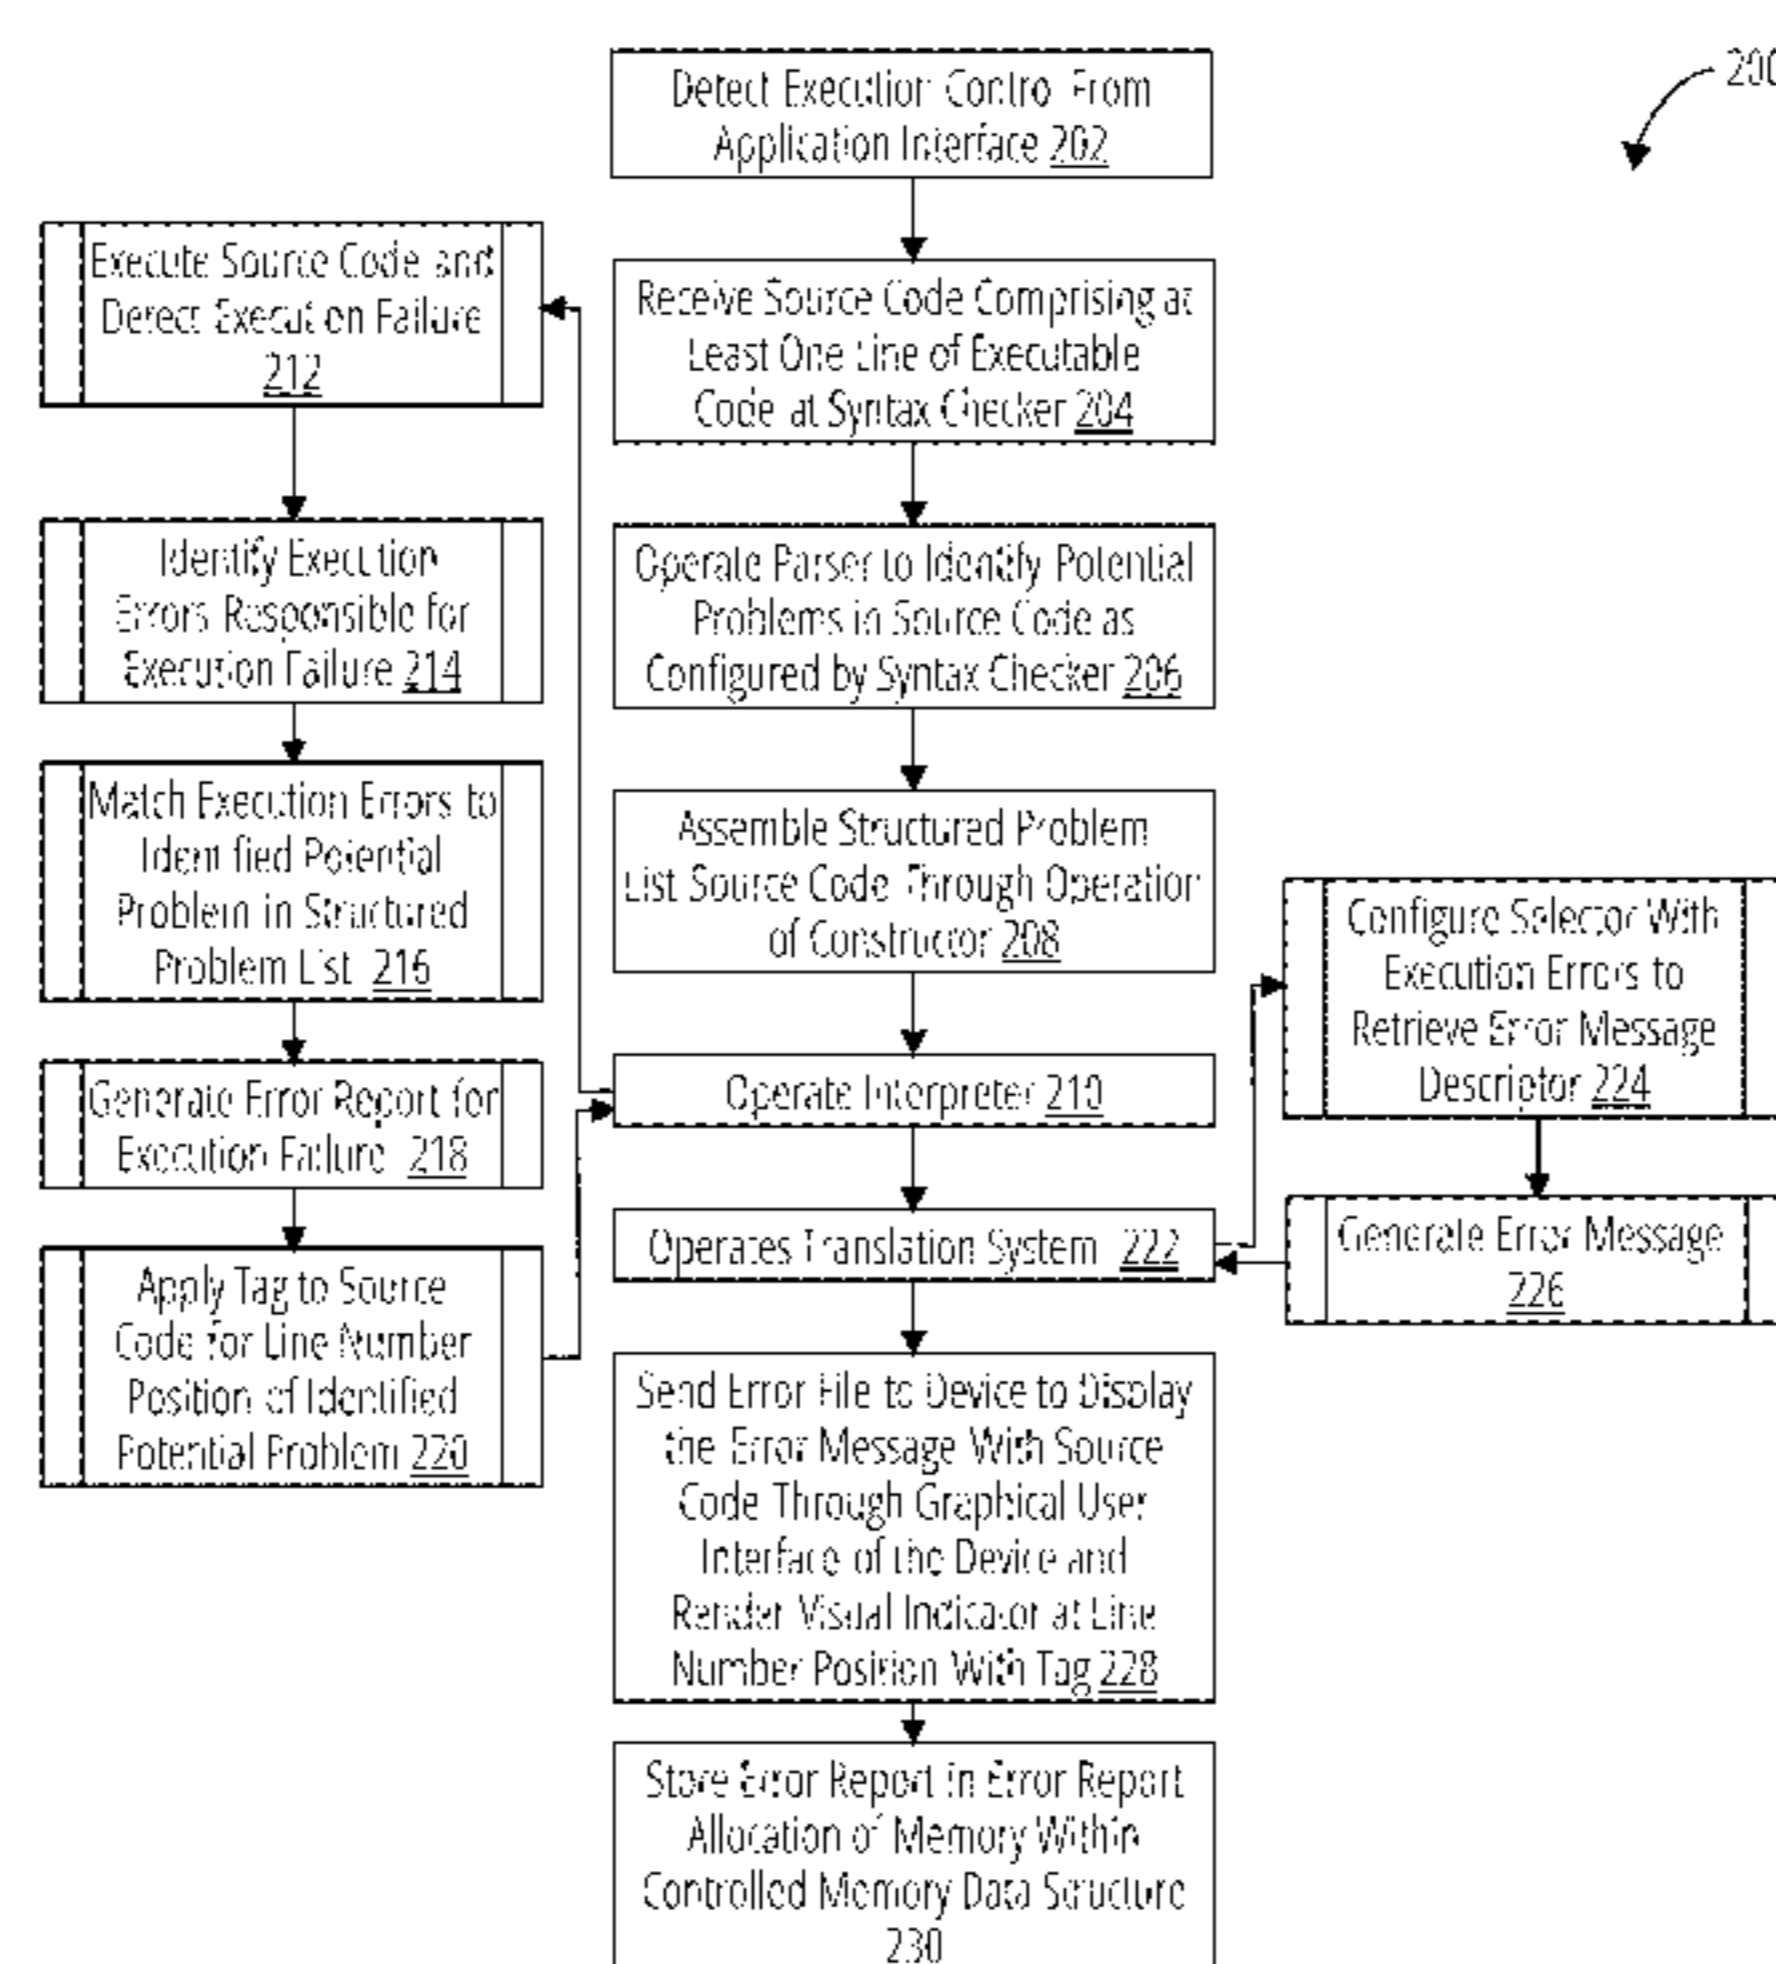 200
Detect Execution Control From
Application Interface 202
Receive Source Code Comprising at
Least One Line of Executable
Code at Syntax Checker 204
Operate Parser to Identify Potential
Problems in Source Code as
Configured by Syntax Checker 206
Assemble Structured Problem
List Source Code Through Operation
of Constructor 208
Operate Interpreter 210
Execute Source Code and
Detect Execution Failure
212
Identify Execution
Errors Responsible for
Execution Failure 214
Match Execution Errors to
Identified Potential
Problem in Structured
Problem List 216
Generate Error Report for
Execution Failure 218
Apply Tag to Source
Code for Line Number
Position of Identified
Potential Problem 220
Operates Translation System 222
Configure Selector With
Execution Errors to
Retrieve Error Message
Descriptor 224
Generate Error Message
226
Send Error File to Device to Display
the Error Message With Source
Code Through Graphical User
Interface of the Device and
Render Visual Indicator at Line
Number Position With Tag 228
Store Error Report in Error Report
Allocation of Memory Within
Controlled Memory Data Structure
230